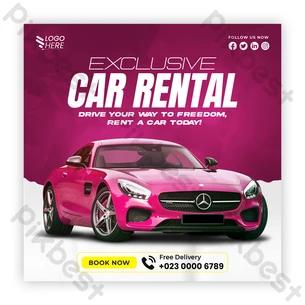 LOGO
HERE
FOLLOW US NOW
EXCLUSIVE
CAR RENTAL
DRIVE YOUR WAY TO FREEDOM,
RENT A CAR TODAY!
BOOK NOW
Free Delivery
+023 0000 6789
pikbest